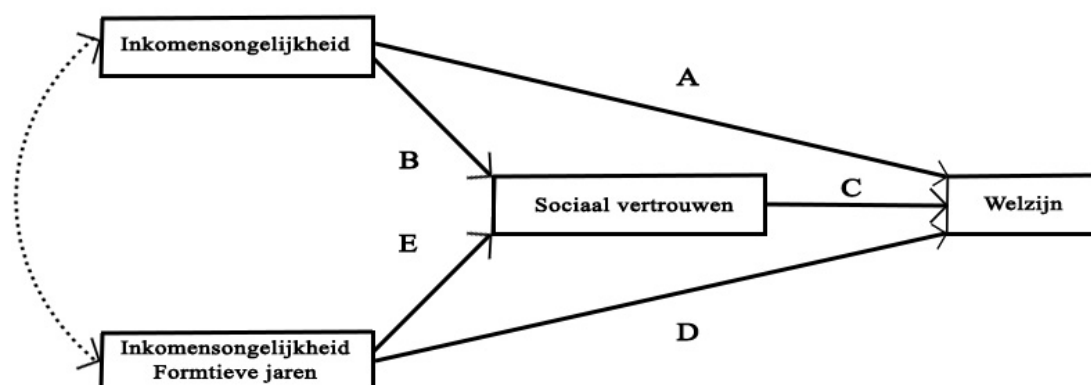 Inkomensongelijkheid
A
B
Sociaal vertrouwen
C
Welzijn
E
Inkomensongelijkheid
Formtieve jaren
D